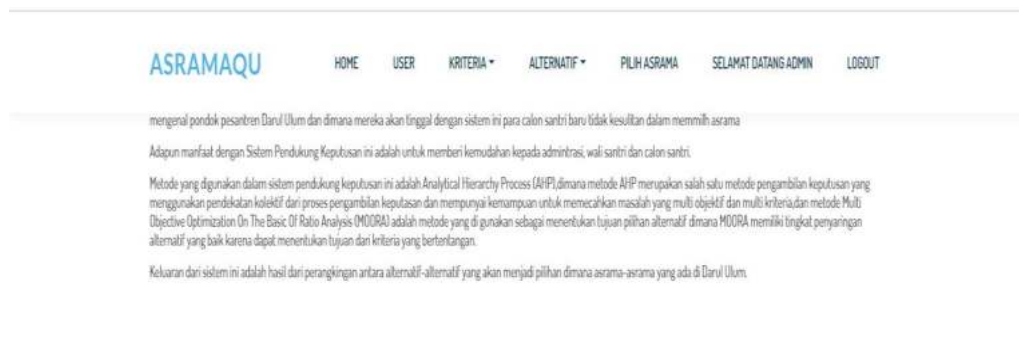 ASRAMAQU HOME USER KRITERIA ALTERNATIF PILIH ASRAMA SELAMAT DATANG ADMIN LOGOUT
mengenal pondok pesantren Darul Ulum dan dimana mereka akan tinggal dengan sistem ini para calon santri baru tidak kesulitan dalam memmilh asrama
Adapun manfaat dengan Sistem Pendukung Keputusan ini adalah untuk memberi kemudahan kepada admintrasi, wali santri dan calon santri.
Metode yang digunakan dalam sistem pendukung keputusan ini adalah Analytical Hierarchy Process (AHP),dimana metode AHP merupakan salah satu metode pengambilan keputusan yang
menggunakan pendekatan kolektif dari proses pengambilan keputasan dan mempunyai kemampuan untuk memecahkan masalah yang multi objektif dan multi kriteria,dan metode Multi
Objective Optimization On The Basic Of Ratio Analysis (MOORA) adalah metode yang di gunakan sebagai menentukan tujuan pilihan alternatif dimana MOORA memiliki tingkat penyaringan
alternatif yang baik karena dapat menentukan tujuan dari kriteria yang bertentangan.
Keluaran dari sistem ini adalah hasil dari perangkingan antara alternatif-alternatif yang akan menjadi pilihan dimana asrama-asrama yang ada di Darul Ulum.